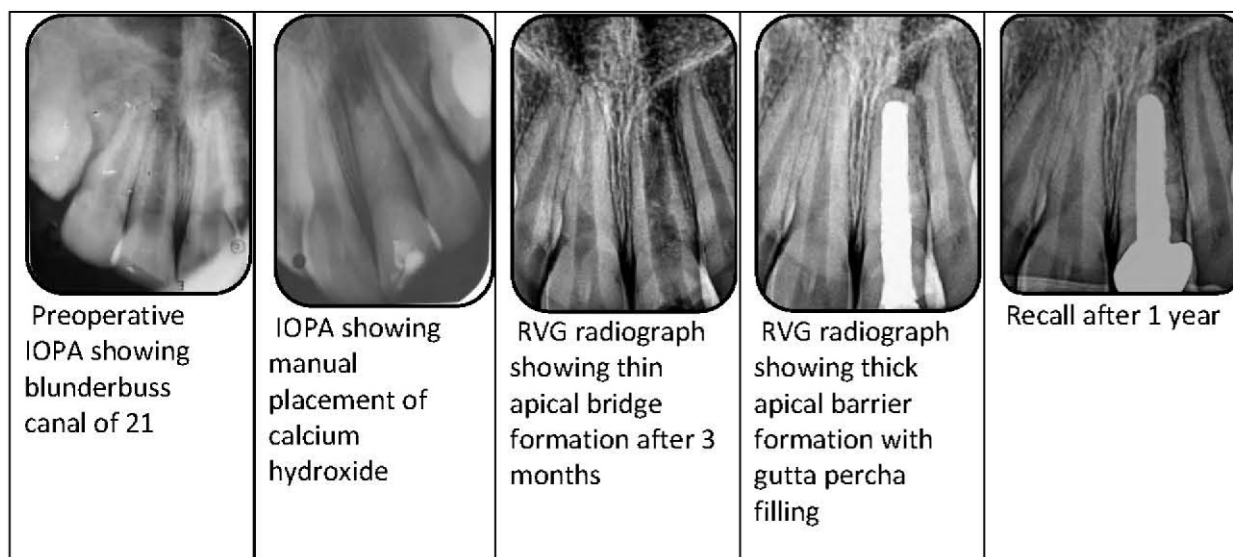 Preoperative
IOPA showing
blunderbuss
canal of 21
IOPA showing
manual
placement of
calcium
hydroxide
RVG radiograph
showing thin
apical bridge
formation after 3
months
RVG radiograph
showing thick
apical barrier
formation with
gutta percha
filling
Recall after 1 year